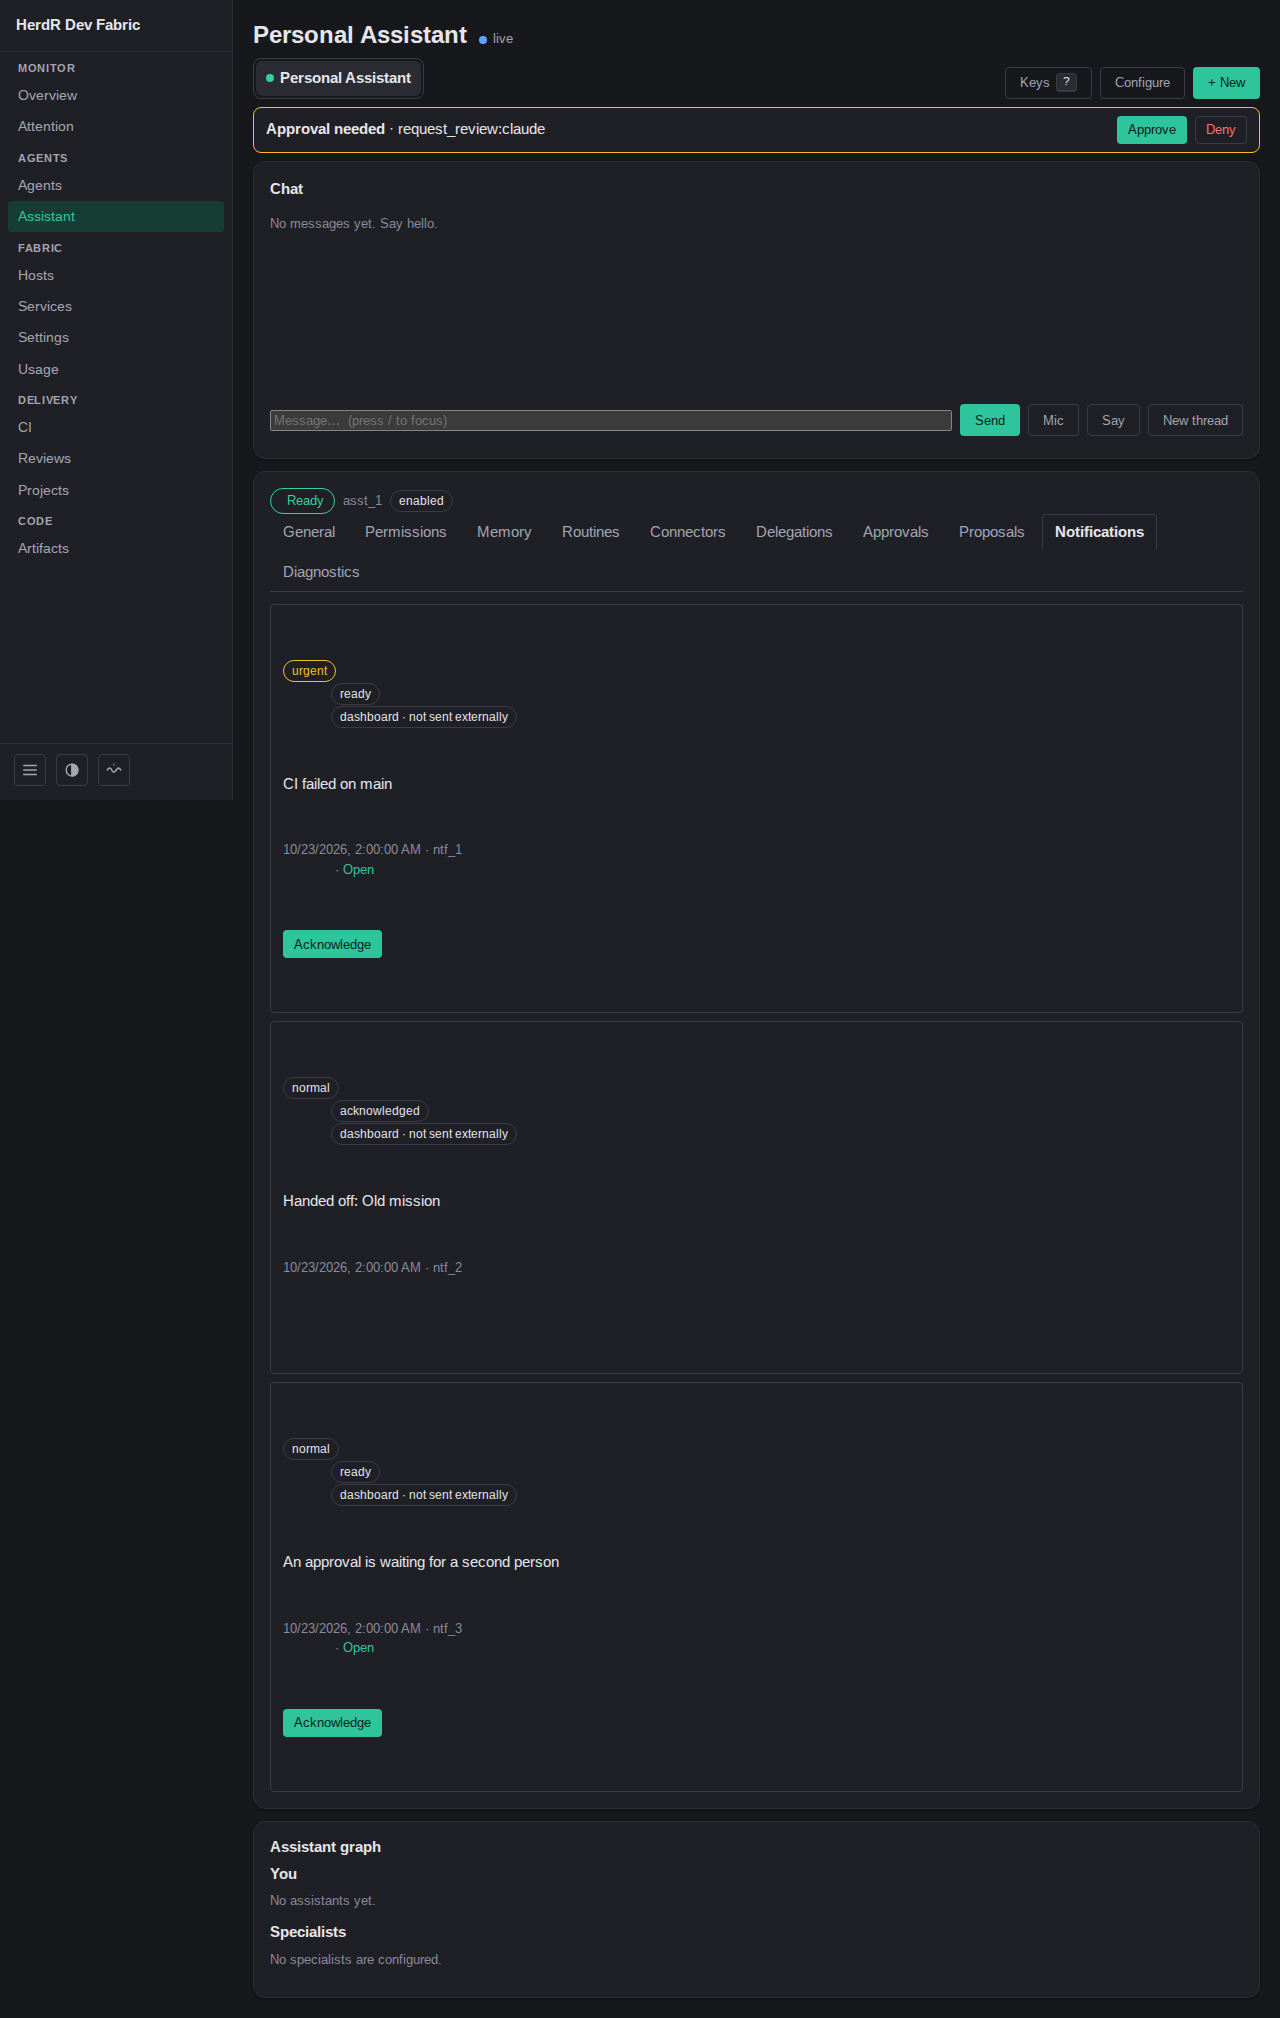 HerdR Dev Fabric
MONITOR
Overview
Attention
AGENTS
Agents
Assistant
FABRIC
Hosts
Services
Settings
Usage
DELIVERY
CI
Reviews
Projects
CODE
Artifacts
Personal Assistant live
Personal Assistant
Keys ? Configure + New
Approval needed · request_review:claude Approve Deny
Chat
No messages yet. Say hello.
Message… (press / to focus) Send Mic Say New thread
Ready asst_1 enabled
General Permissions Memory Routines Connectors Delegations Approvals Proposals Notifications
Diagnostics
urgent
ready
dashboard · not sent externally
CI failed on main
10/23/2026, 2:00:00 AM · ntf_1
· Open
Acknowledge
normal
acknowledged
dashboard · not sent externally
Handed off: Old mission
10/23/2026, 2:00:00 AM · ntf_2
normal
ready
dashboard · not sent externally
An approval is waiting for a second person
10/23/2026, 2:00:00 AM · ntf_3
· Open
Acknowledge
Assistant graph
You
No assistants yet.
Specialists
No specialists are configured.